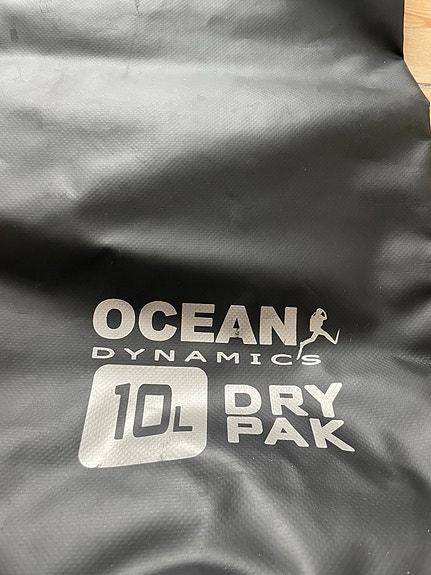 OCEAN
DYNAMICS
10L
DRY
PAK